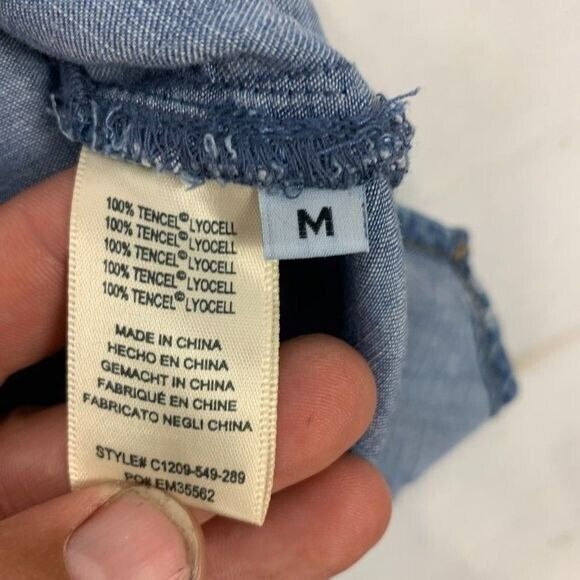 100% TENCEL® LYOCELL
100% TENCEL® LYOCELL
100% TENCEL® LYOCELL
100% TENCEL® LYOCELL
100% TENCEL® LYOCELL
M
MADE IN CHINA
HECHO EN CHINA
GEMACHT IN CHINA
FABRIQUÉ EN CHINE
FABRICATO NEGLI CHINA
STYLE# C1209-549-289
PO# EM35562